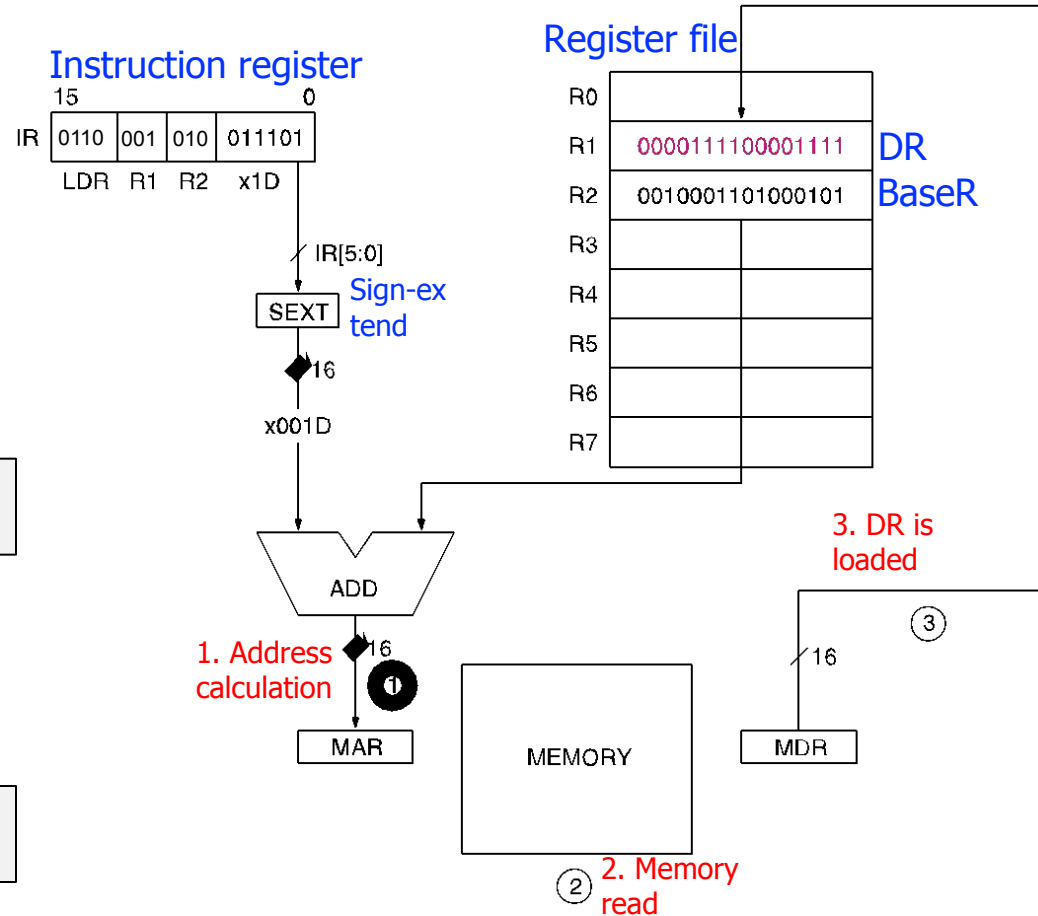 Instruction register
15 0
IR 0110 001 010 011101
LDR R1 R2 x1D
IR[5:0]
SEXT
Sign-ex
tend
16
x001D
Register file
R0
R1 0000111100001111 DR
R2 0010001101000101 BaseR
R3
R4
R5
R6
R7
ADD
16
1. Address
calculation
1
MAR
MEMORY
2
2. Memory
read
3. DR is
loaded
3
16
MDR